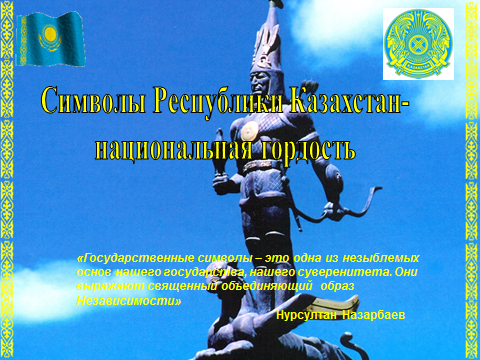 Символы Республики Казахстан-
национальная гордость
«Государственные символы – это одна из незыблемых
основ нашего государства, нашего суверенитета. Они
выражают священный объединяющий образ
Независимости»
Нурсултан Назарбаев